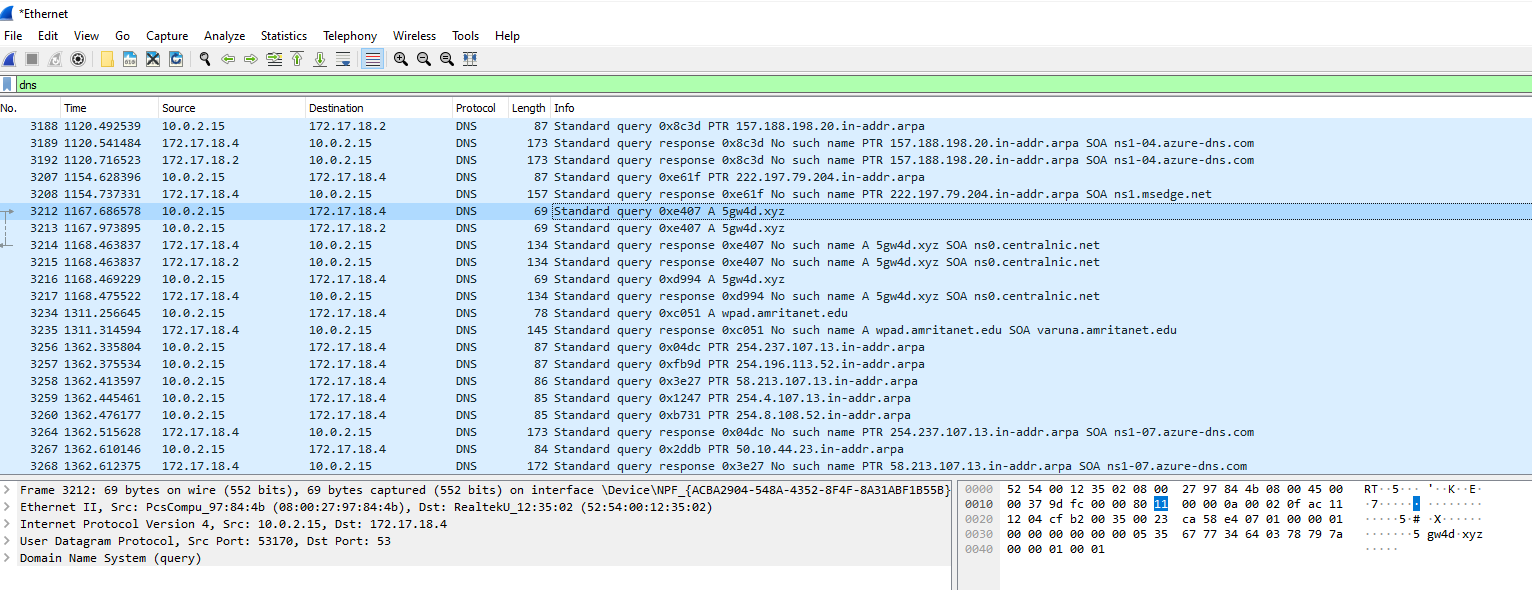 *Ethernet
File Edit View Go Capture Analyze Statistics Telephony Wireless Tools Help
dns
No. Time Source Destination Protocol Length Info
3188 1120.492539 10.0.2.15 172.17.18.2 DNS 87 Standard query 0x8c3d PTR 157.188.198.20.in-addr.arpa
3189 1120.541484 172.17.18.4 10.0.2.15 DNS 173 Standard query response 0x8c3d No such name PTR 157.188.198.20.in-addr.arpa SOA ns1-04.azure-dns.com
3192 1120.716523 172.17.18.2 10.0.2.15 DNS 173 Standard query response 0x8c3d No such name PTR 157.188.198.20.in-addr.arpa SOA ns1-04.azure-dns.com
3207 1154.628396 10.0.2.15 172.17.18.4 DNS 87 Standard query 0xe61f PTR 222.197.79.204.in-addr.arpa
3208 1154.737331 172.17.18.4 10.0.2.15 DNS 157 Standard query response 0xe61f No such name PTR 222.197.79.204.in-addr.arpa SOA ns1.msedge.net
3212 1167.686578 10.0.2.15 172.17.18.4 DNS 69 Standard query 0xe407 A 5gw4d.xyz
3213 1167.973895 10.0.2.15 172.17.18.2 DNS 69 Standard query 0xe407 A 5gw4d.xyz
3214 1168.463837 172.17.18.4 10.0.2.15 DNS 134 Standard query response 0xe407 No such name A 5gw4d.xyz SOA ns0.centralnic.net
3215 1168.463837 172.17.18.2 10.0.2.15 DNS 134 Standard query response 0xe407 No such name A 5gw4d.xyz SOA ns0.centralnic.net
3216 1168.469229 10.0.2.15 172.17.18.4 DNS 69 Standard query 0xd994 A 5gw4d.xyz
3217 1168.475522 172.17.18.4 10.0.2.15 DNS 134 Standard query response 0xd994 No such name A 5gw4d.xyz SOA ns0.centralnic.net
3234 1311.256645 10.0.2.15 172.17.18.4 DNS 78 Standard query 0xc051 A wpad.amritanet.edu
3235 1311.314594 172.17.18.4 10.0.2.15 DNS 145 Standard query response 0xc051 No such name A wpad.amritanet.edu SOA varuna.amritanet.edu
3256 1362.335804 10.0.2.15 172.17.18.4 DNS 87 Standard query 0x04dc PTR 254.237.107.13.in-addr.arpa
3257 1362.375534 10.0.2.15 172.17.18.4 DNS 87 Standard query 0xfb9d PTR 254.196.113.52.in-addr.arpa
3258 1362.413597 10.0.2.15 172.17.18.4 DNS 86 Standard query 0x3e27 PTR 58.213.107.13.in-addr.arpa
3259 1362.445461 10.0.2.15 172.17.18.4 DNS 85 Standard query 0x1247 PTR 254.4.107.13.in-addr.arpa
3260 1362.476177 10.0.2.15 172.17.18.4 DNS 85 Standard query 0xb731 PTR 254.8.108.52.in-addr.arpa
3264 1362.515628 172.17.18.4 10.0.2.15 DNS 173 Standard query response 0x04dc No such name PTR 254.237.107.13.in-addr.arpa SOA ns1-07.azure-dns.com
3267 1362.610146 10.0.2.15 172.17.18.4 DNS 84 Standard query 0x2ddb PTR 50.10.44.23.in-addr.arpa
3268 1362.612375 172.17.18.4 10.0.2.15 DNS 172 Standard query response 0x3e27 No such name PTR 58.213.107.13.in-addr.arpa SOA ns1-07.azure-dns.com
Frame 3212: 69 bytes on wire (552 bits), 69 bytes captured (552 bits) on interface \Device\NPF_{ACBA2904-548A-4352-8F4F-8A31ABF1B55B}
Ethernet II, Src: PcsCompu_97:84:4b (08:00:27:97:84:4b), Dst: RealtekU_12:35:02 (52:54:00:12:35:02)
Internet Protocol Version 4, Src: 10.0.2.15, Dst: 172.17.18.4
User Datagram Protocol, Src Port: 53170, Dst Port: 53
Domain Name System (query)
0000 52 54 00 12 35 02 08 00 27 97 84 4b 08 00 45 00 RT··5··· '··K··E·
0010 00 37 9d fc 00 00 80 11 00 00 0a 00 02 0f ac 11 ·7······ ········
0020 12 04 cf b2 00 35 00 23 ca 58 e4 07 01 00 00 01 ·····5·# ·X······
0030 00 00 00 00 00 00 05 35 67 77 34 64 03 78 79 7a ·······5 gw4d·xyz
0040 00 00 01 00 01 ·····